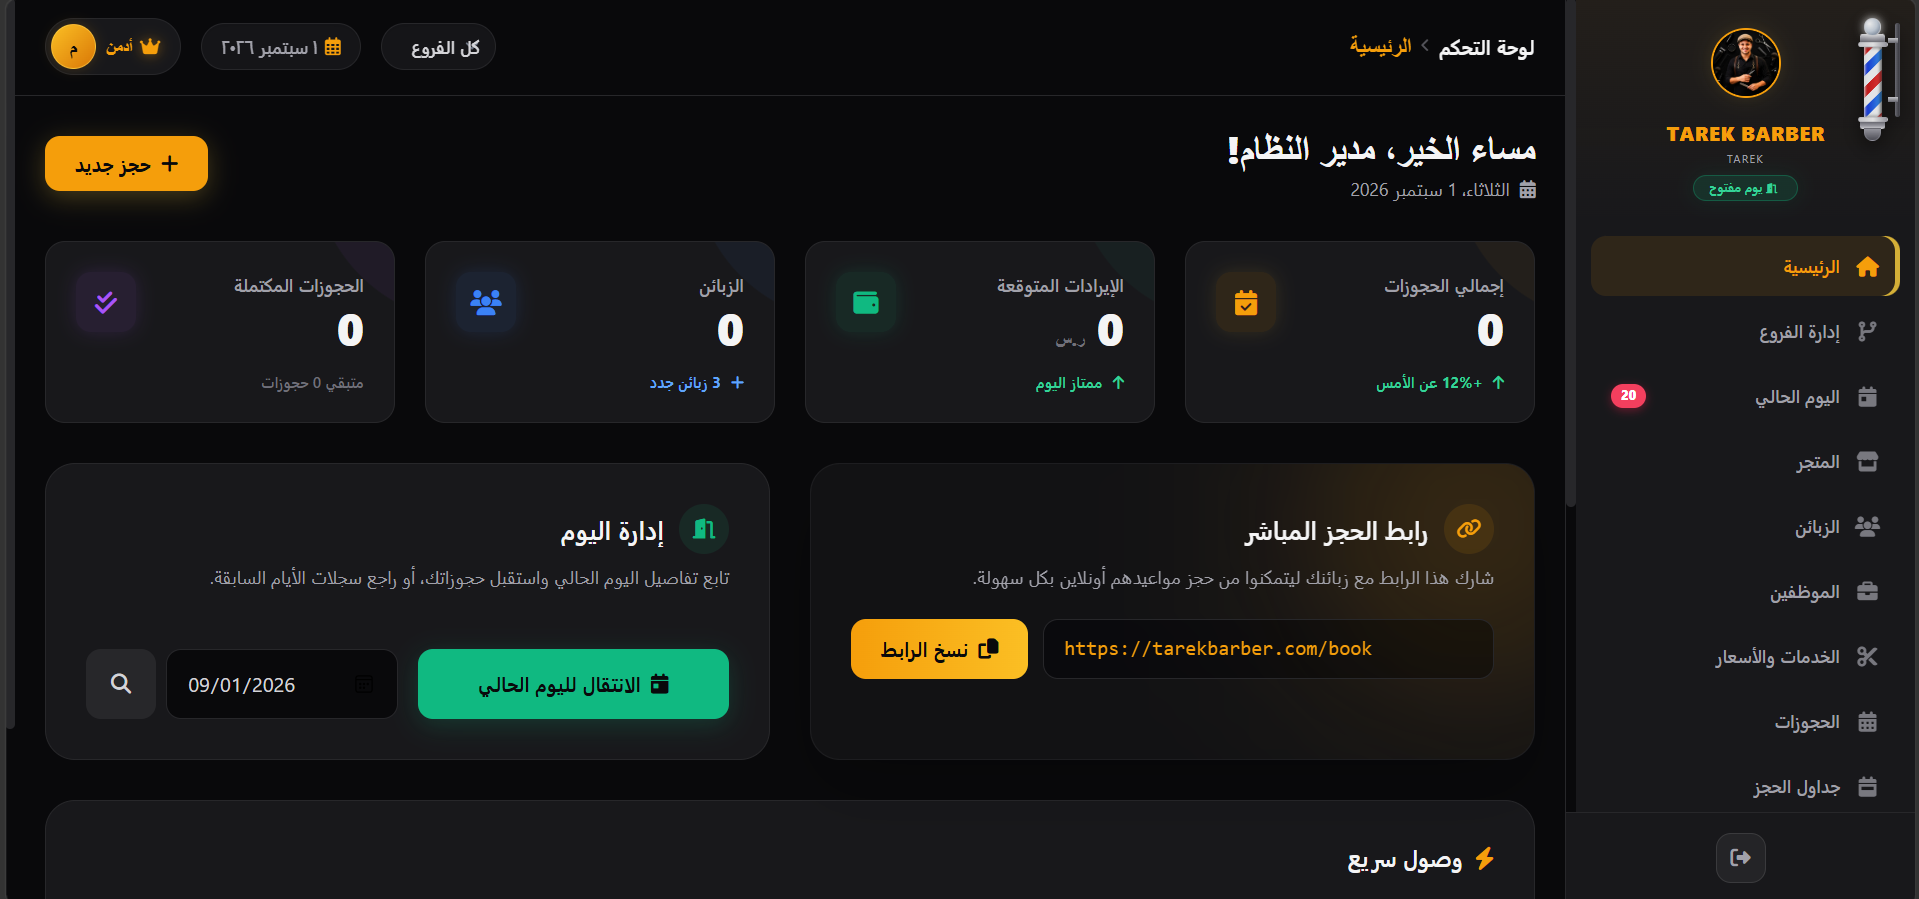 TAREK BARBER
TAREK
يوم مفتوح
الرئيسية
إدارة الفروع
اليوم الحالي
20
المتجر
الزبائن
الموظفين
الخدمات والأسعار
الحجوزات
جداول الحجز
لوحة التحكم
الرئيسية
كل الفروع
١ سبتمبر ٢٠٢٦
أدمن
م
مساء الخير، مدير النظام!
الثلاثاء، 1 سبتمبر 2026
حجز جديد
إجمالي الحجوزات
0
+12% عن الأمس
الإيرادات المتوقعة
0 ر.س
ممتاز اليوم
الزبائن
0
3 زبائن جدد
الحجوزات المكتملة
0
متبقي 0 حجوزات
رابط الحجز المباشر
شارك هذا الرابط مع زبائنك ليتمكنوا من حجز مواعيدهم أونلاين بكل سهولة.
https://tarekbarber.com/book
نسخ الرابط
إدارة اليوم
تابع تفاصيل اليوم الحالي واستقبل حجوزاتك، أو راجع سجلات الأيام السابقة.
الانتقال لليوم الحالي
09/01/2026
وصول سريع